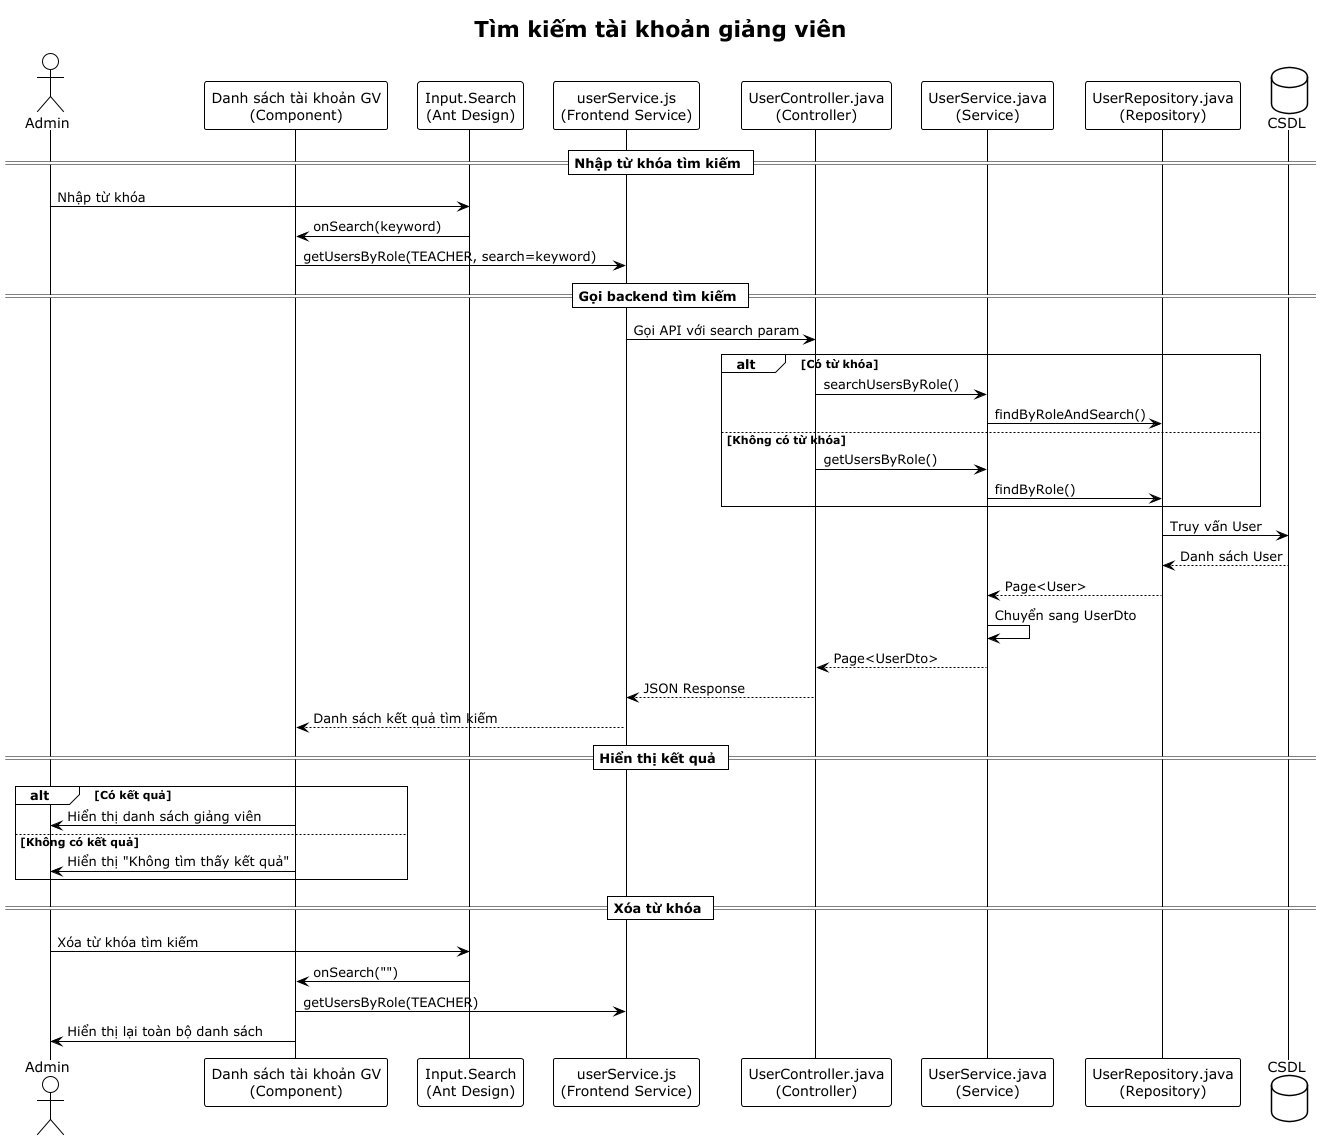 Tìm kiếm tài khoản giảng viên
Admin
Danh sách tài khoản GV
(Component)
Input.Search
(Ant Design)
userService.js
(Frontend Service)
UserController.java
(Controller)
UserService.java
(Service)
UserRepository.java
(Repository)
CSDL
Nhập từ khóa tìm kiếm
Nhập từ khóa
onSearch(keyword)
getUsersByRole(TEACHER, search=keyword)
Gọi backend tìm kiếm
Gọi API với search param
alt [Có từ khóa]
searchUsersByRole()
findByRoleAndSearch()
[Không có từ khóa]
getUsersByRole()
findByRole()
Truy vấn User
Danh sách User
Page<User>
Chuyển sang UserDto
Page<UserDto>
JSON Response
Danh sách kết quả tìm kiếm
Hiển thị kết quả
alt [Có kết quả]
Hiển thị danh sách giảng viên
[Không có kết quả]
Hiển thị "Không tìm thấy kết quả"
Xóa từ khóa
Xóa từ khóa tìm kiếm
onSearch("")
getUsersByRole(TEACHER)
Hiển thị lại toàn bộ danh sách
Admin
Danh sách tài khoản GV
(Component)
Input.Search
(Ant Design)
userService.js
(Frontend Service)
UserController.java
(Controller)
UserService.java
(Service)
UserRepository.java
(Repository)
CSDL